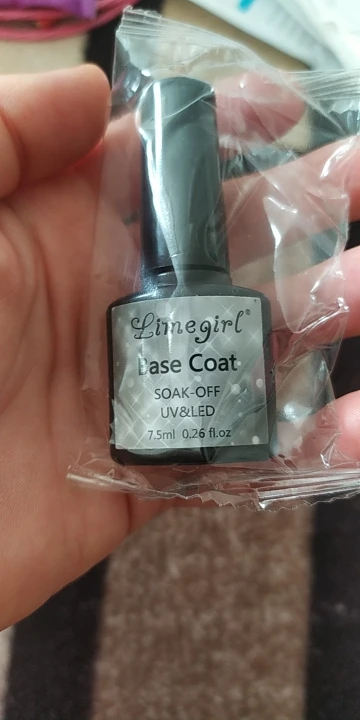 Limegirl®
Base Coat
SOAK-OFF
UV&LED
7.5ml 0.26 fl.oz